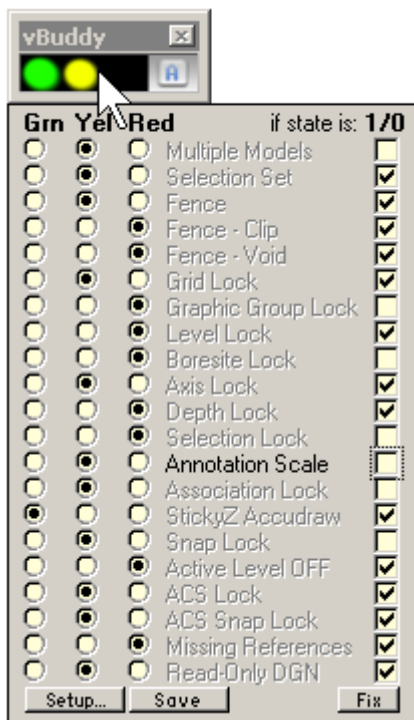 vBuddy
A
Grn Yel Red if state is: 1/0
Multiple Models
Selection Set
Fence
Fence - Clip
Fence - Void
Grid Lock
Graphic Group Lock
Level Lock
Boresite Lock
Axis Lock
Depth Lock
Selection Lock
Annotation Scale
Association Lock
StickyZ Accudraw
Snap Lock
Active Level OFF
ACS Lock
ACS Snap Lock
Missing References
Read-Only DGN
Setup... Save Fix